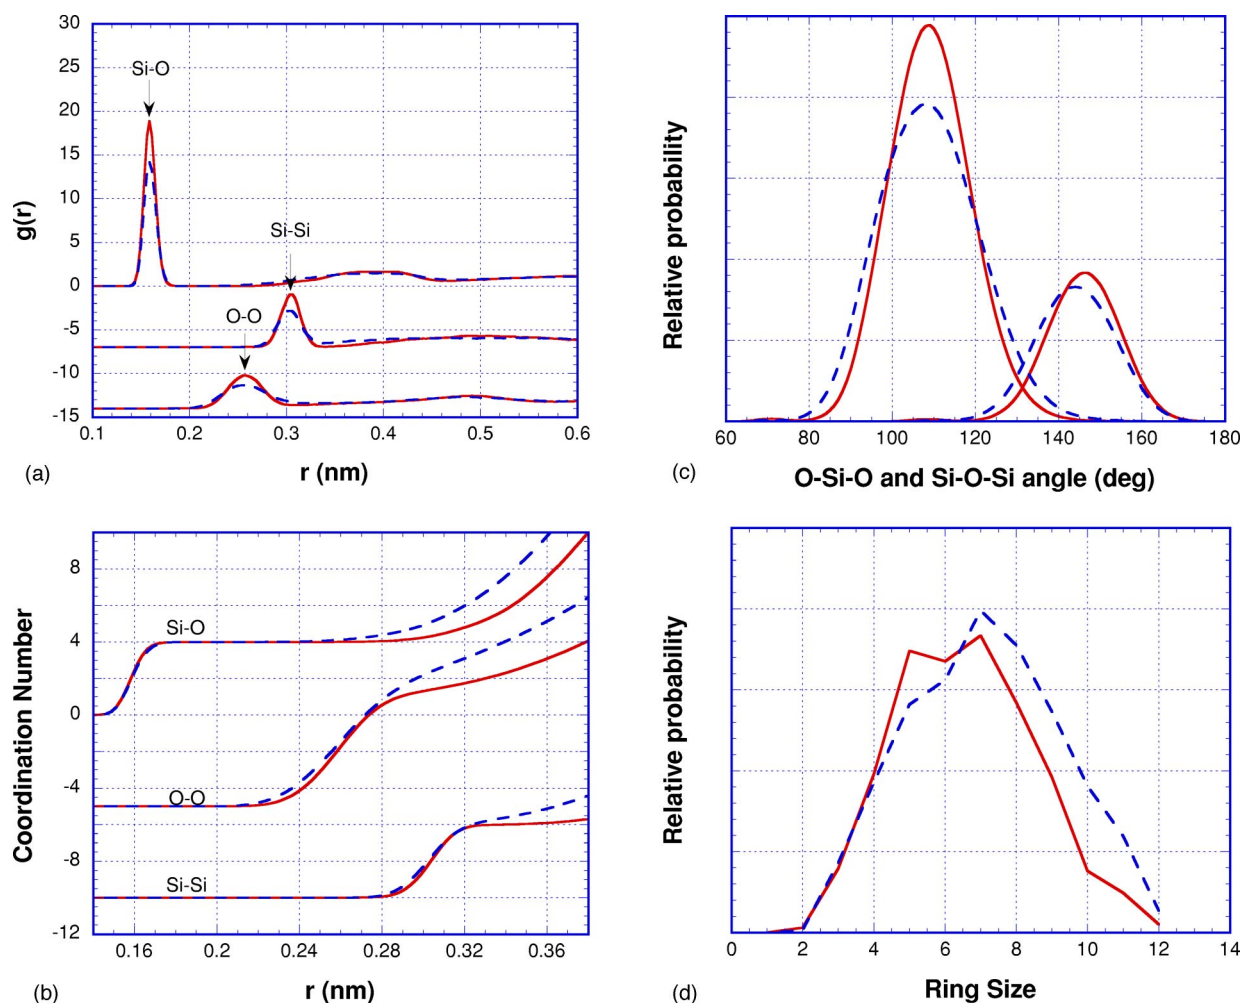 30
25
20
15
10
5
0
-5
-10
-15
g(r)
Si-O
Si-Si
O-O
0.1 0.2 0.3 0.4 0.5 0.6
r (nm)
(a)
Relative probability
60 80 100 120 140 160 180
O-Si-O and Si-O-Si angle (deg)
(c)
8
4
0
-4
-8
-12
Coordination Number
Si-O
O-O
Si-Si
0.16 0.2 0.24 0.28 0.32 0.36
r (nm)
(b)
Relative probability
0 2 4 6 8 10 12 14
Ring Size
(d)